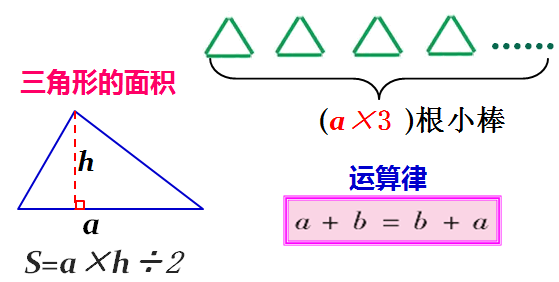 三角形的面积
h
a
S=a×h÷2
(a×3 )根小棒
运算律
a + b = b + a